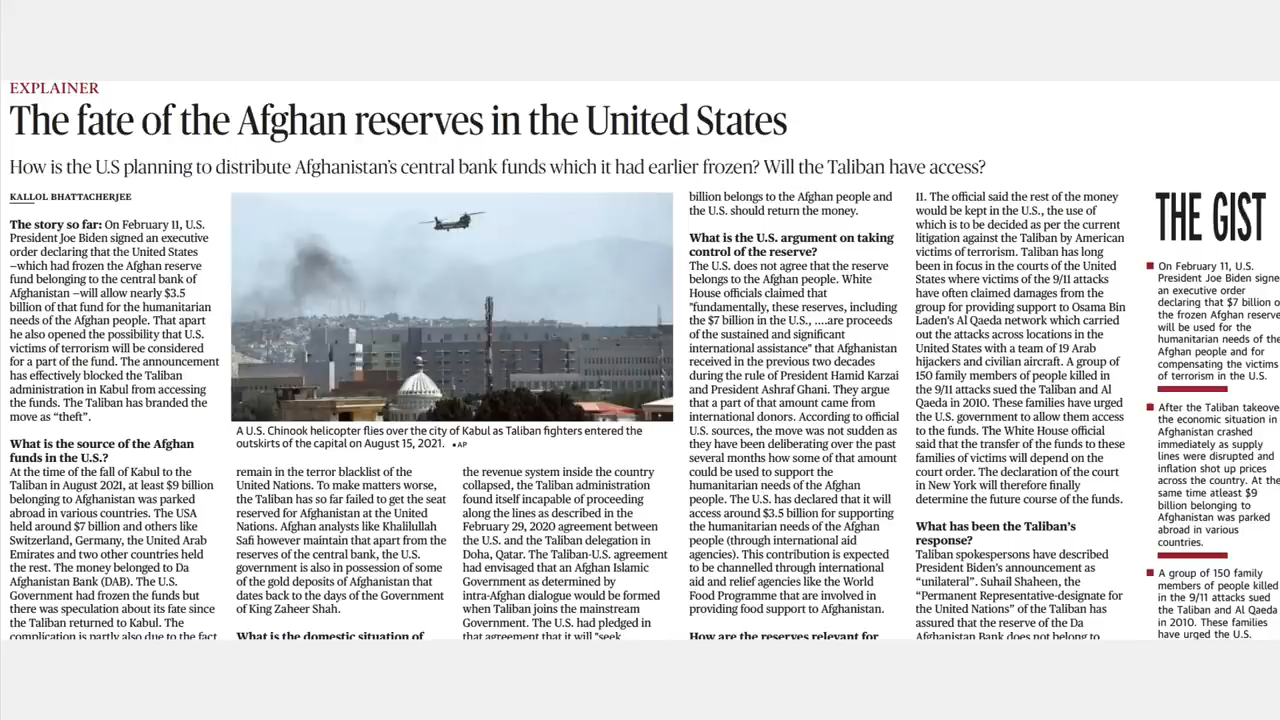 EXPLAINER
The fate of the Afghan reserves in the United States
How is the U.S planning to distribute Afghanistan's central bank funds which it had earlier frozen? Will the Taliban have access?
KALLOL BHATTACHERJEE
The story so far: On February 11, U.S.
President Joe Biden signed an executive
order declaring that the United States
—which had frozen the Afghan reserve
fund belonging to the central bank of
Afghanistan —will allow nearly $3.5
billion of that fund for the humanitarian
needs of the Afghan people. That apart
he also opened the possibility that U.S.
victims of terrorism will be considered
for a part of the fund. The announcement
has effectively blocked the Taliban
administration in Kabul from accessing
the funds. The Taliban has branded the
move as “theft”.
What is the source of the Afghan
funds in the U.S.?
At the time of the fall of Kabul to the
Taliban in August 2021, at least $9 billion
belonging to Afghanistan was parked
abroad in various countries. The USA
held around $7 billion and others like
Switzerland, Germany, the United Arab
Emirates and two other countries held
the rest. The money belonged to Da
Afghanistan Bank (DAB). The U.S.
Government had frozen the funds but
there was speculation about its fate since
the Taliban returned to Kabul. The
complication is partly also due to the fact
A U.S. Chinook helicopter flies over the city of Kabul as Taliban fighters entered the
outskirts of the capital on August 15, 2021. •AP
remain in the terror blacklist of the
United Nations. To make matters worse,
the Taliban has so far failed to get the seat
reserved for Afghanistan at the United
Nations. Afghan analysts like Khalilullah
Safi however maintain that apart from the
reserves of the central bank, the U.S.
government is also in possession of some
of the gold deposits of Afghanistan that
dates back to the days of the Government
of King Zaheer Shah.
What is the domestic situation of
the revenue system inside the country
collapsed, the Taliban administration
found itself incapable of proceeding
along the lines as described in the
February 29, 2020 agreement between
the U.S. and the Taliban delegation in
Doha, Qatar. The Taliban-U.S. agreement
had envisaged that an Afghan Islamic
Government as determined by
intra-Afghan dialogue would be formed
when Taliban joins the mainstream
Government. The U.S. had pledged in
that agreement that it will "seek
billion belongs to the Afghan people and
the U.S. should return the money.
What is the U.S. argument on taking
control of the reserve?
The U.S. does not agree that the reserve
belongs to the Afghan people. White
House officials claimed that
"fundamentally, these reserves, including
the $7 billion in the U.S., ....are proceeds
of the sustained and significant
international assistance" that Afghanistan
received in the previous two decades
during the rule of President Hamid Karzai
and President Ashraf Ghani. They argue
that a part of that amount came from
international donors. According to official
U.S. sources, the move was not sudden as
they have been deliberating over the past
several months how some of that amount
could be used to support the
humanitarian needs of the Afghan
people. The U.S. has declared that it will
access around $3.5 billion for supporting
the humanitarian needs of the Afghan
people (through international aid
agencies). This contribution is expected
to be channelled through international
aid and relief agencies like the World
Food Programme that are involved in
providing food support to Afghanistan.
How are the reserves relevant for
11. The official said the rest of the money
would be kept in the U.S., the use of
which is to be decided as per the current
litigation against the Taliban by American
victims of terrorism. Taliban has long
been in focus in the courts of the United
States where victims of the 9/11 attacks
have often claimed damages from the
group for providing support to Osama Bin
Laden's Al Qaeda network which carried
out the attacks across locations in the
United States with a team of 19 Arab
hijackers and civilian aircraft. A group of
150 family members of people killed in
the 9/11 attacks sued the Taliban and Al
Qaeda in 2010. These families have urged
the U.S. government to allow them access
to the funds. The White House official
said that the transfer of the funds to these
families of victims will depend on the
court order. The declaration of the court
in New York will therefore finally
determine the future course of the funds.
What has been the Taliban's
response?
Taliban spokespersons have described
President Biden's announcement as
“unilateral”. Suhail Shaheen, the
“Permanent Representative-designate for
the United Nations” of the Taliban has
assured that the reserve of the Da
Afghanistan Bank does not belong to
THE GIST
On February 11, U.S.
President Joe Biden signe
an executive order
declaring that $7 billion o
the frozen Afghan reserve
will be used for the
humanitarian needs of the
Afghan people and for
compensating the victims
of terrorism in the U.S.
After the Taliban takeove
the economic situation in
Afghanistan crashed
immediately as supply
lines were disrupted and
inflation shot up prices
across the country. At the
same time atleast $9
billion belonging to
Afghanistan was parked
abroad in various
countries.
A group of 150 family
members of people killed
in the 9/11 attacks sued
the Taliban and Al Qaeda
in 2010. These families
have urged the U.S.